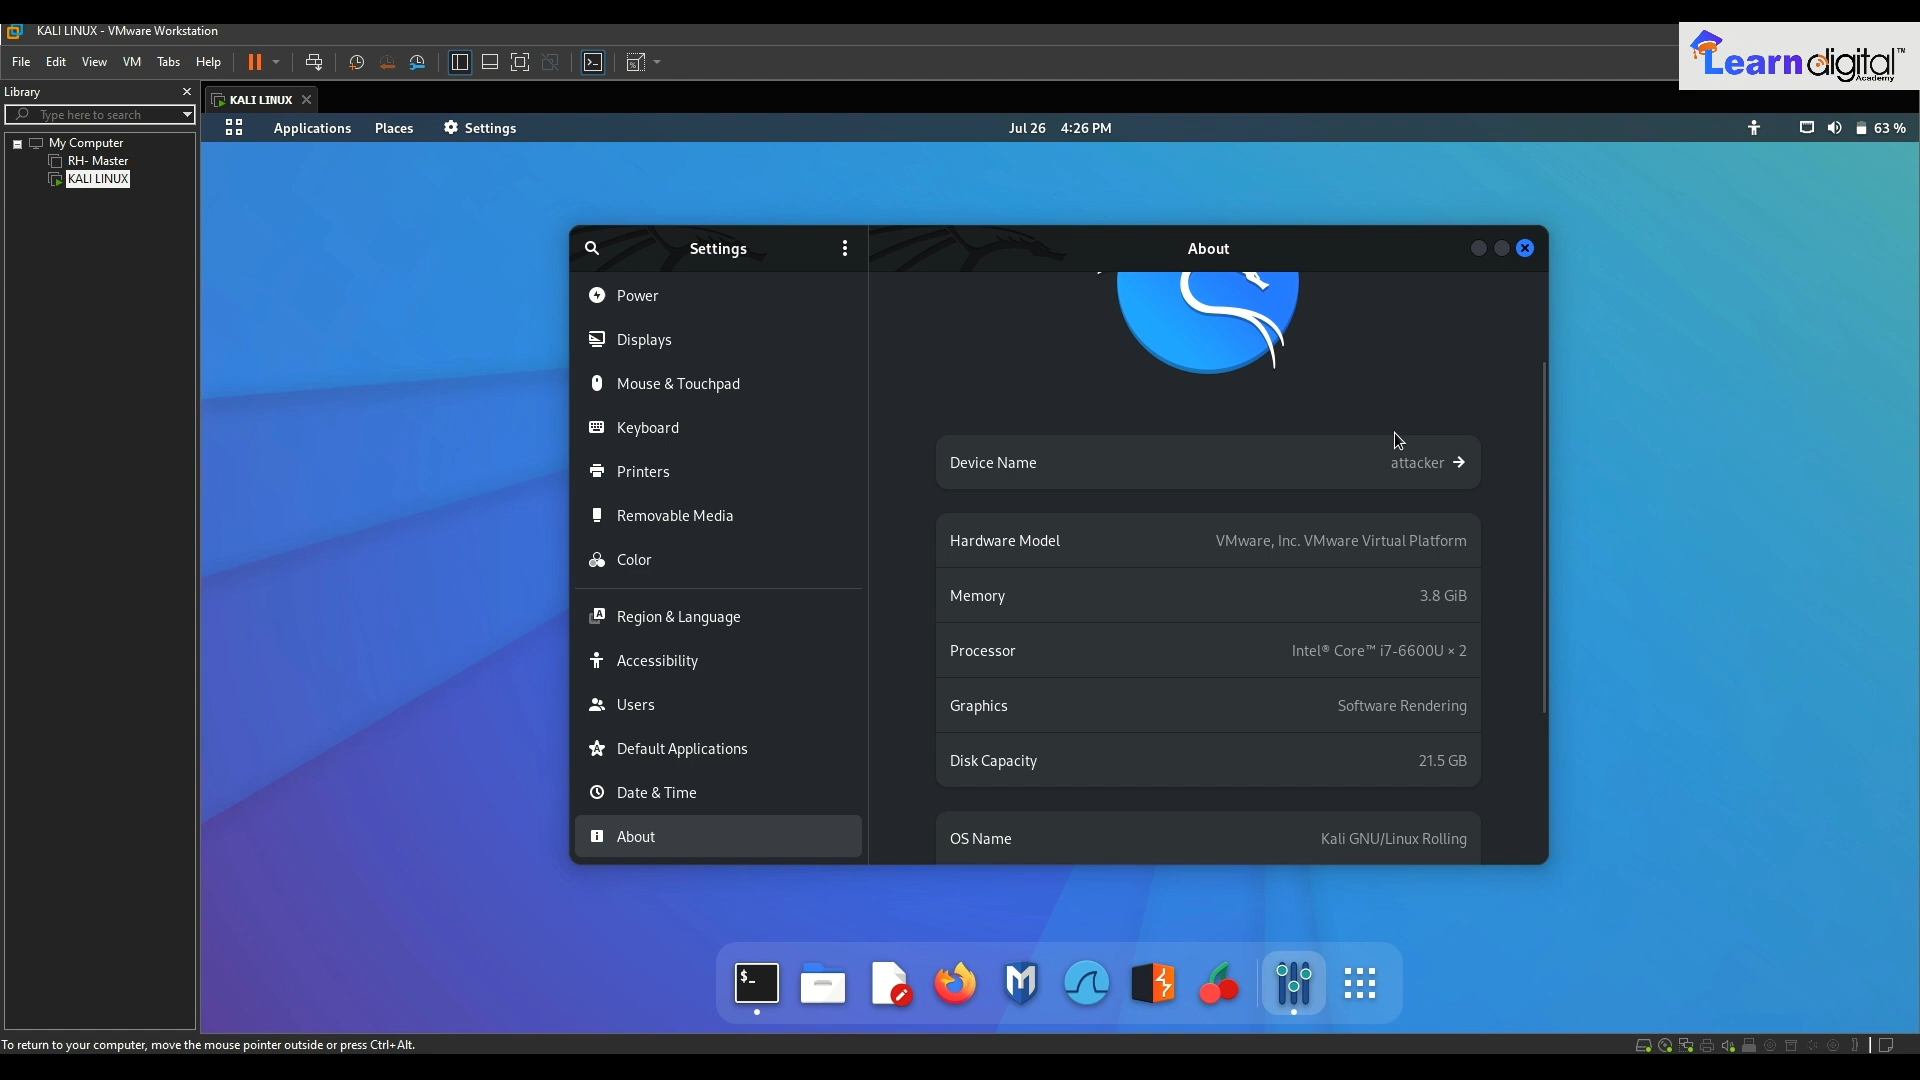 KALI LINUX - VMware Workstation
File Edit View VM Tabs Help
Learn digital™
Academy
Library
Type here to search
KALI LINUX
My Computer
RH- Master
KALI LINUX
Applications Places Settings
Jul 26 4:26 PM
63 %
Settings
About
Power
Displays
Mouse & Touchpad
Keyboard
Printers
Removable Media
Color
Region & Language
Accessibility
Users
Default Applications
Date & Time
About
Device Name attacker
Hardware Model VMware, Inc. VMware Virtual Platform
Memory 3.8 GiB
Processor Intel® Core™ i7-6600U × 2
Graphics Software Rendering
Disk Capacity 21.5 GB
OS Name Kali GNU/Linux Rolling
$_
To return to your computer, move the mouse pointer outside or press Ctrl+Alt.